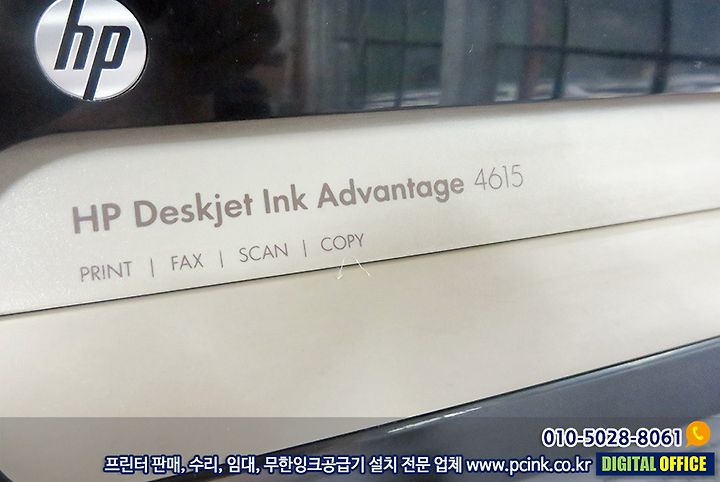 hp
HP Deskjet Ink Advantage 4615
PRINT | FAX | SCAN | COPY
010-5028-8061
프린터 판매, 수리, 임대, 무한잉크공급기 설치 전문 업체 www.pcink.co.kr DIGITAL OFFICE